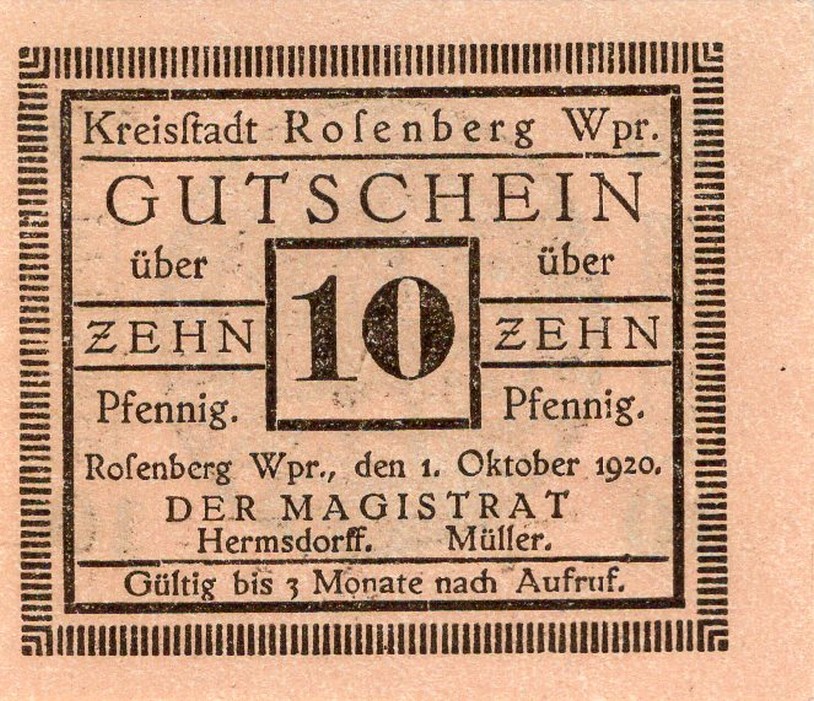 Kreisſtadt Roſenberg Wpr.
GUTSCHEIN
über 10 über
ZEHN ZEHN
Pfennig. Pfennig.
Roſenberg Wpr., den 1. Oktober 1920.
DER MAGISTRAT
Hermsdorff. Müller.
Gültig bis 3 Monate nach Aufruf.